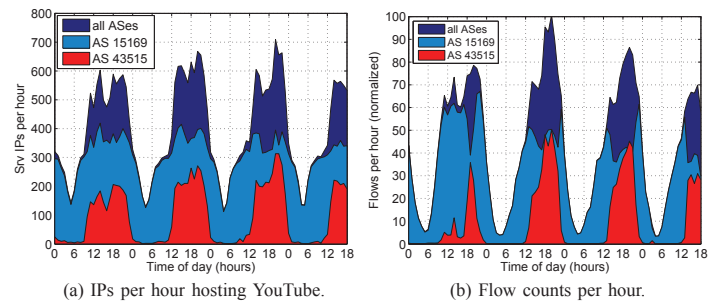 800
700
600
500
400
300
200
100
0
Srv IPs per hour
all ASes
AS 15169
AS 43515
0 6 12 18 0 6 12 18 0 6 12 18 0 6 12 18
Time of day (hours)
(a) IPs per hour hosting YouTube.
100
90
80
70
60
50
40
30
20
10
0
Flows per hour (normalized)
all ASes
AS 15169
AS 43515
0 6 12 18 0 6 12 18 0 6 12 18 0 6 12 18
Time of day (hours)
(b) Flow counts per hour.